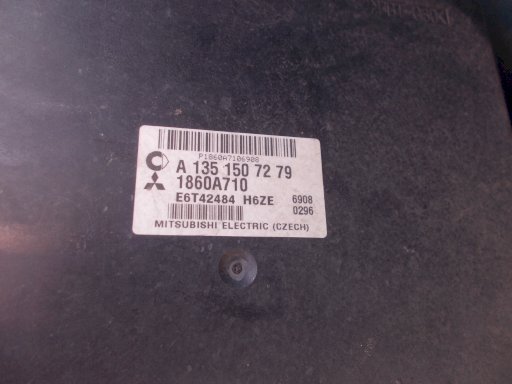 P1860A7106908
A 135 150 72 79
1860A710
E6T42484 H6ZE 6908
0296
MITSUBISHI ELECTRIC (CZECH)